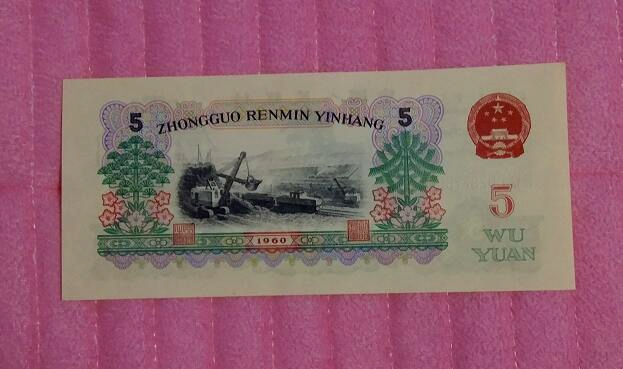 5 ZHONGGUO RENMIN YINHANG 5
5
1960
WU
YUAN